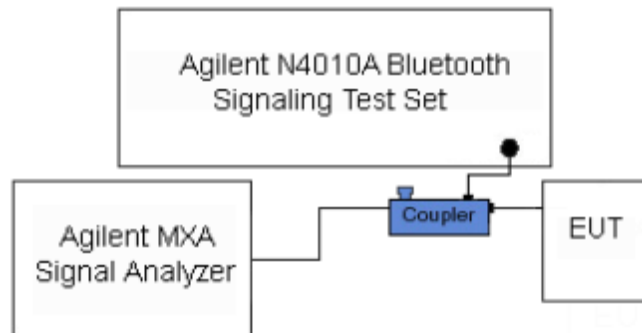 Agilent N4010A Bluetooth
Signaling Test Set
Coupler
Agilent MXA
Signal Analyzer
EUT